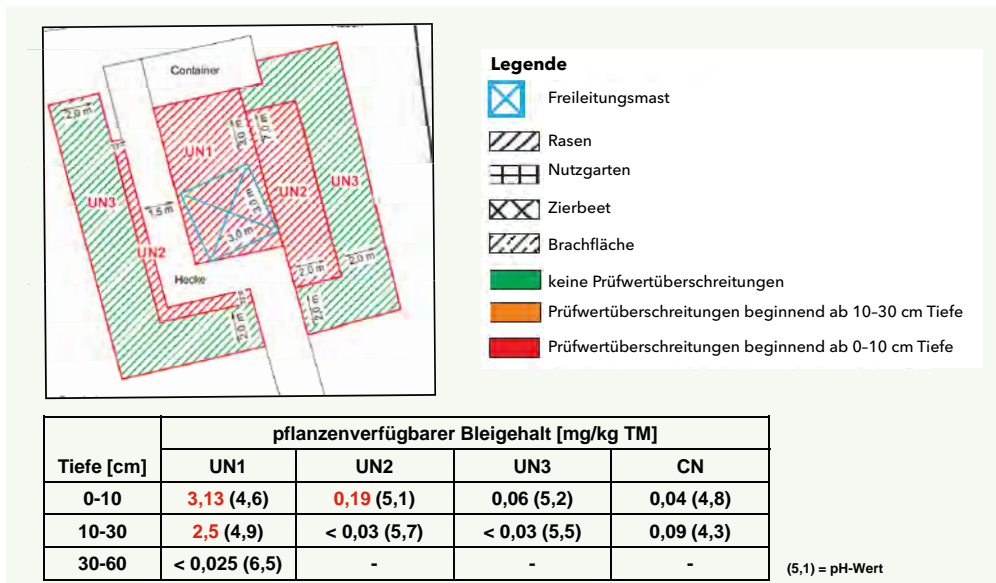 Container
2,0 m
UN1
3,0 m
2,0 m
UN3
UN2
UN3
1,5 m
3,0 m
3,0 m
UN2
2,0 m
2,0 m
Hecke
2,0 m
2,0 m
Legende
Freileitungsmast
Rasen
Nutzgarten
Zierbeet
Brachfläche
keine Prüfwertüberschreitungen
Prüfwertüberschreitungen beginnend ab 10–30 cm Tiefe
Prüfwertüberschreitungen beginnend ab 0–10 cm Tiefe
pflanzenverfügbarer Bleigehalt [mg/kg TM]
Tiefe [cm] UN1 UN2 UN3 CN
0-10 3,13 (4,6) 0,19 (5,1) 0,06 (5,2) 0,04 (4,8)
10-30 2,5 (4,9) < 0,03 (5,7) < 0,03 (5,5) 0,09 (4,3)
30-60 < 0,025 (6,5) - - -
(5,1) = pH-Wert